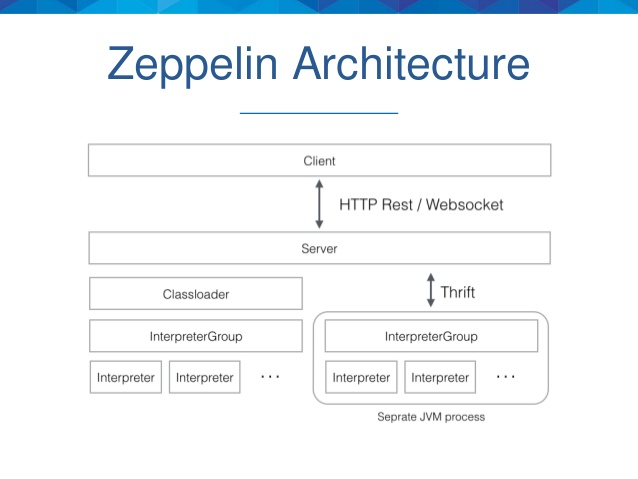 Zeppelin Architecture
Client
HTTP Rest / Websocket
Server
Classloader
Thrift
InterpreterGroup
InterpreterGroup
Interpreter Interpreter ...
Interpreter Interpreter ...
Seprate JVM process